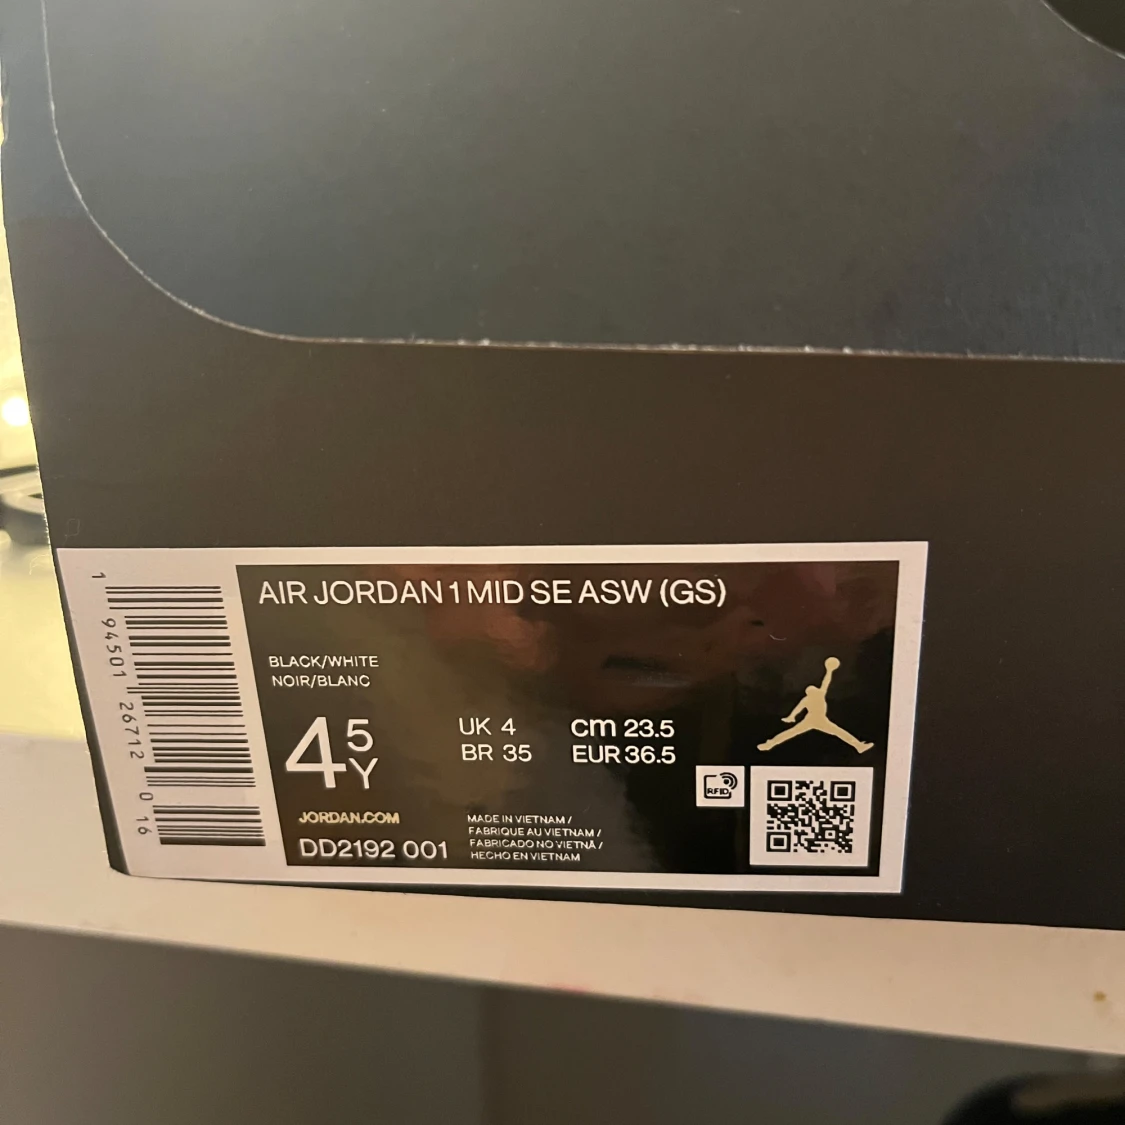 AIR JORDAN 1 MID SE ASW (GS)
BLACK/WHITE
NOIR/BLANC
4 5Y
UK 4
BR 35
cm 23.5
EUR 36.5
RFID
JORDAN.COM
DD2192 001
MADE IN VIETNAM /
FABRIQUE AU VIETNAM /
FABRICADO NO VIETNÃ /
HECHO EN VIETNAM
1 94501 26712 0 16